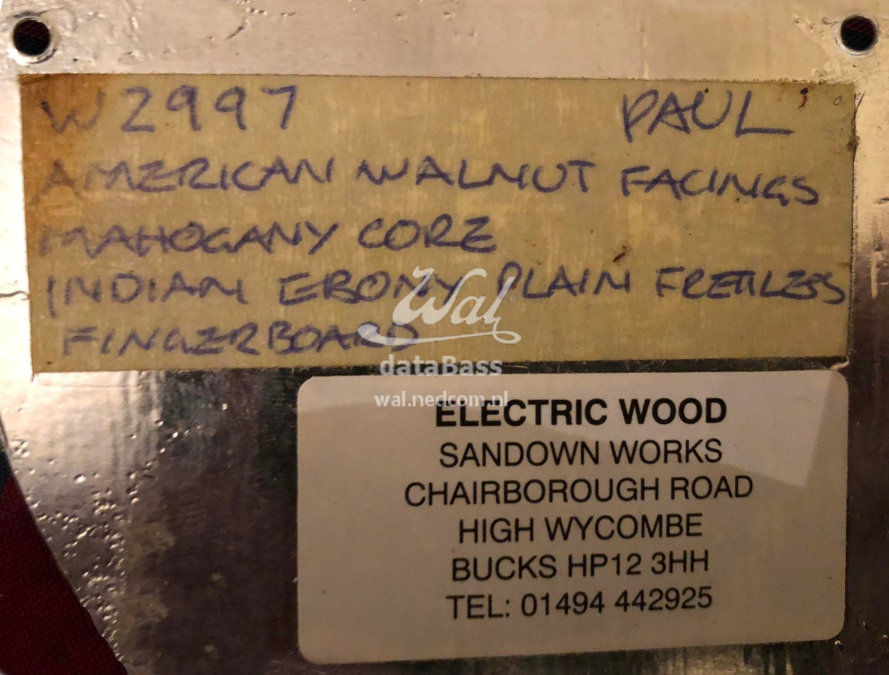 W2997 PAUL
AMERICAN WALNUT FACINGS
MAHOGANY CORE
INDIAN EBONY PLAIN FRETLESS
FINGERBOARD
Wal
dataBass
wal.nedcom.nl
ELECTRIC WOOD
SANDOWN WORKS
CHAIRBOROUGH ROAD
HIGH WYCOMBE
BUCKS HP12 3HH
TEL: 01494 442925